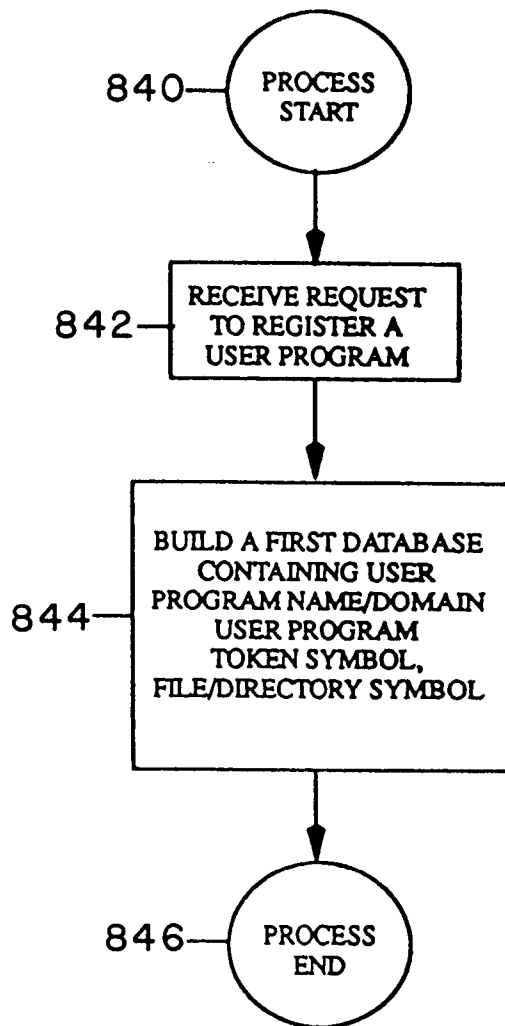 840
PROCESS
START
842
RECEIVE REQUEST
TO REGISTER A
USER PROGRAM
844
BUILD A FIRST DATABASE
CONTAINING USER
PROGRAM NAME/DOMAIN
USER PROGRAM
TOKEN SYMBOL,
FILE/DIRECTORY SYMBOL
846
PROCESS
END